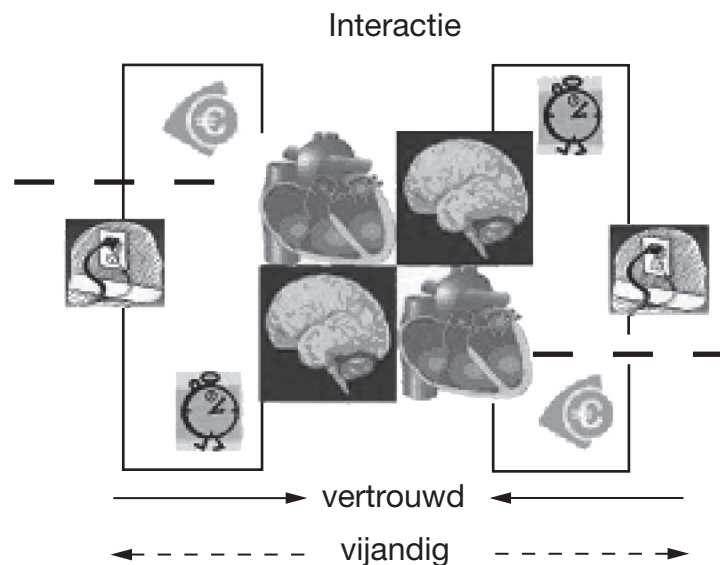 Interactie
€
€
vertrouwd
vijandig